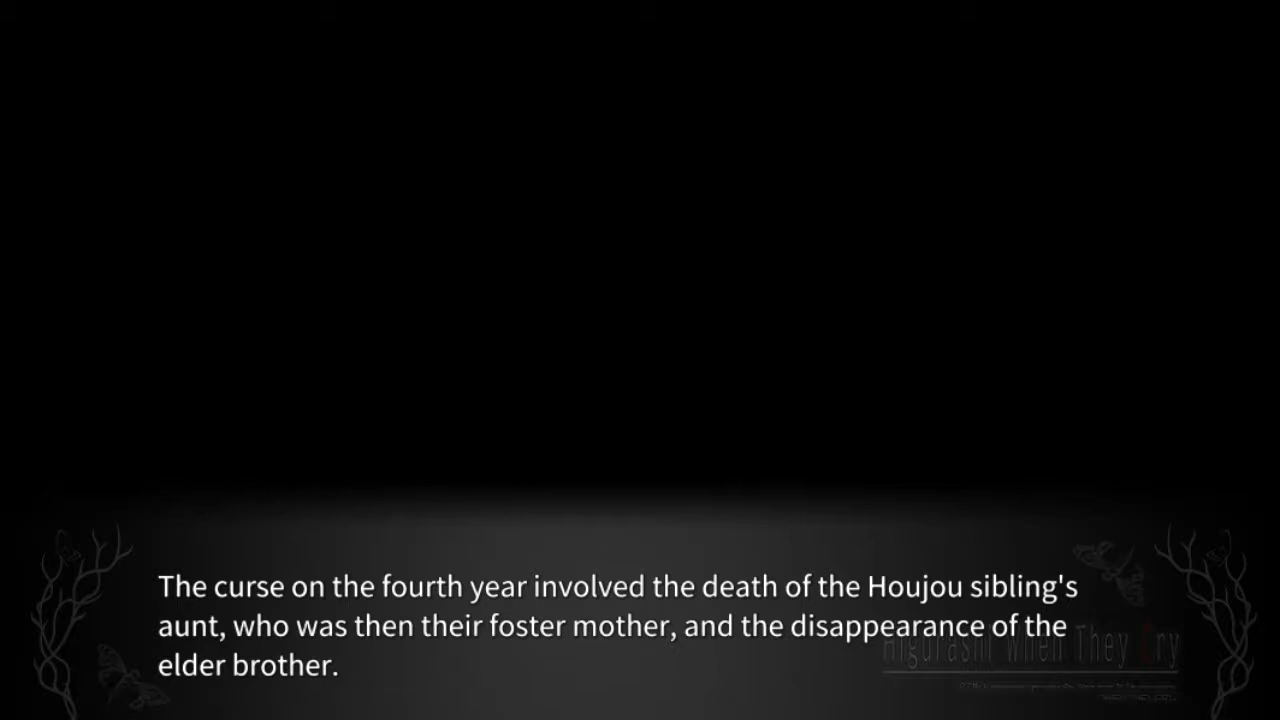 The curse on the fourth year involved the death of the Houjou sibling's
aunt, who was then their foster mother, and the disappearance of the
elder brother.
Higurashi When They Cry